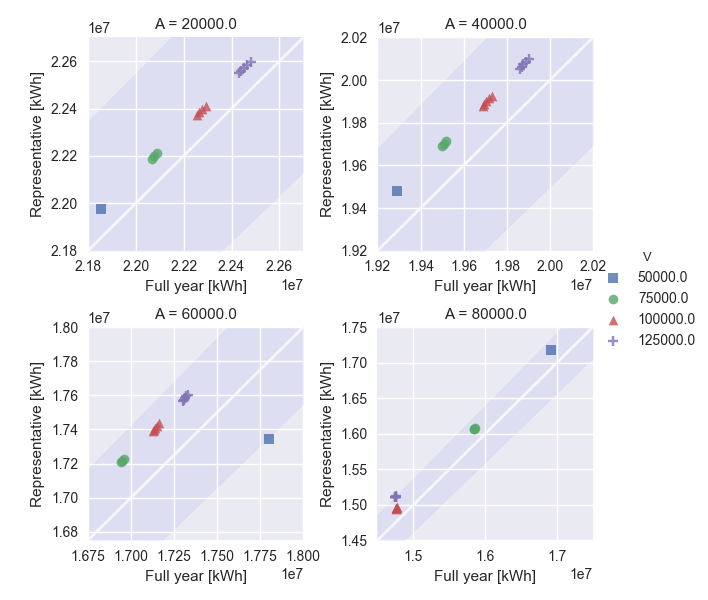 A = 20000.0
1e7
Representative [kWh]
2.26
2.24
2.22
2.20
2.18
2.18 2.20 2.22 2.24 2.26
Full year [kWh]
1e7
A = 40000.0
1e7
Representative [kWh]
2.02
2.00
1.98
1.96
1.94
1.92
1.92 1.94 1.96 1.98 2.00 2.02
Full year [kWh]
1e7
V
50000.0
75000.0
100000.0
125000.0
A = 60000.0
1e7
Representative [kWh]
1.80
1.78
1.76
1.74
1.72
1.70
1.68
1.675 1.700 1.725 1.750 1.775 1.800
Full year [kWh]
1e7
A = 80000.0
1e7
Representative [kWh]
1.75
1.70
1.65
1.60
1.55
1.50
1.45
1.5 1.6 1.7
Full year [kWh]
1e7